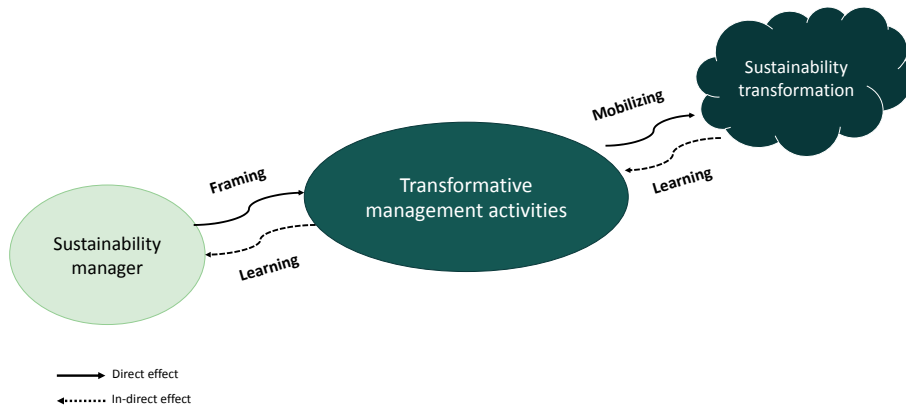 Sustainability
transformation
Mobilizing
Learning
Framing
Transformative
management activities
Sustainability
manager
Learning
Direct effect
In-direct effect